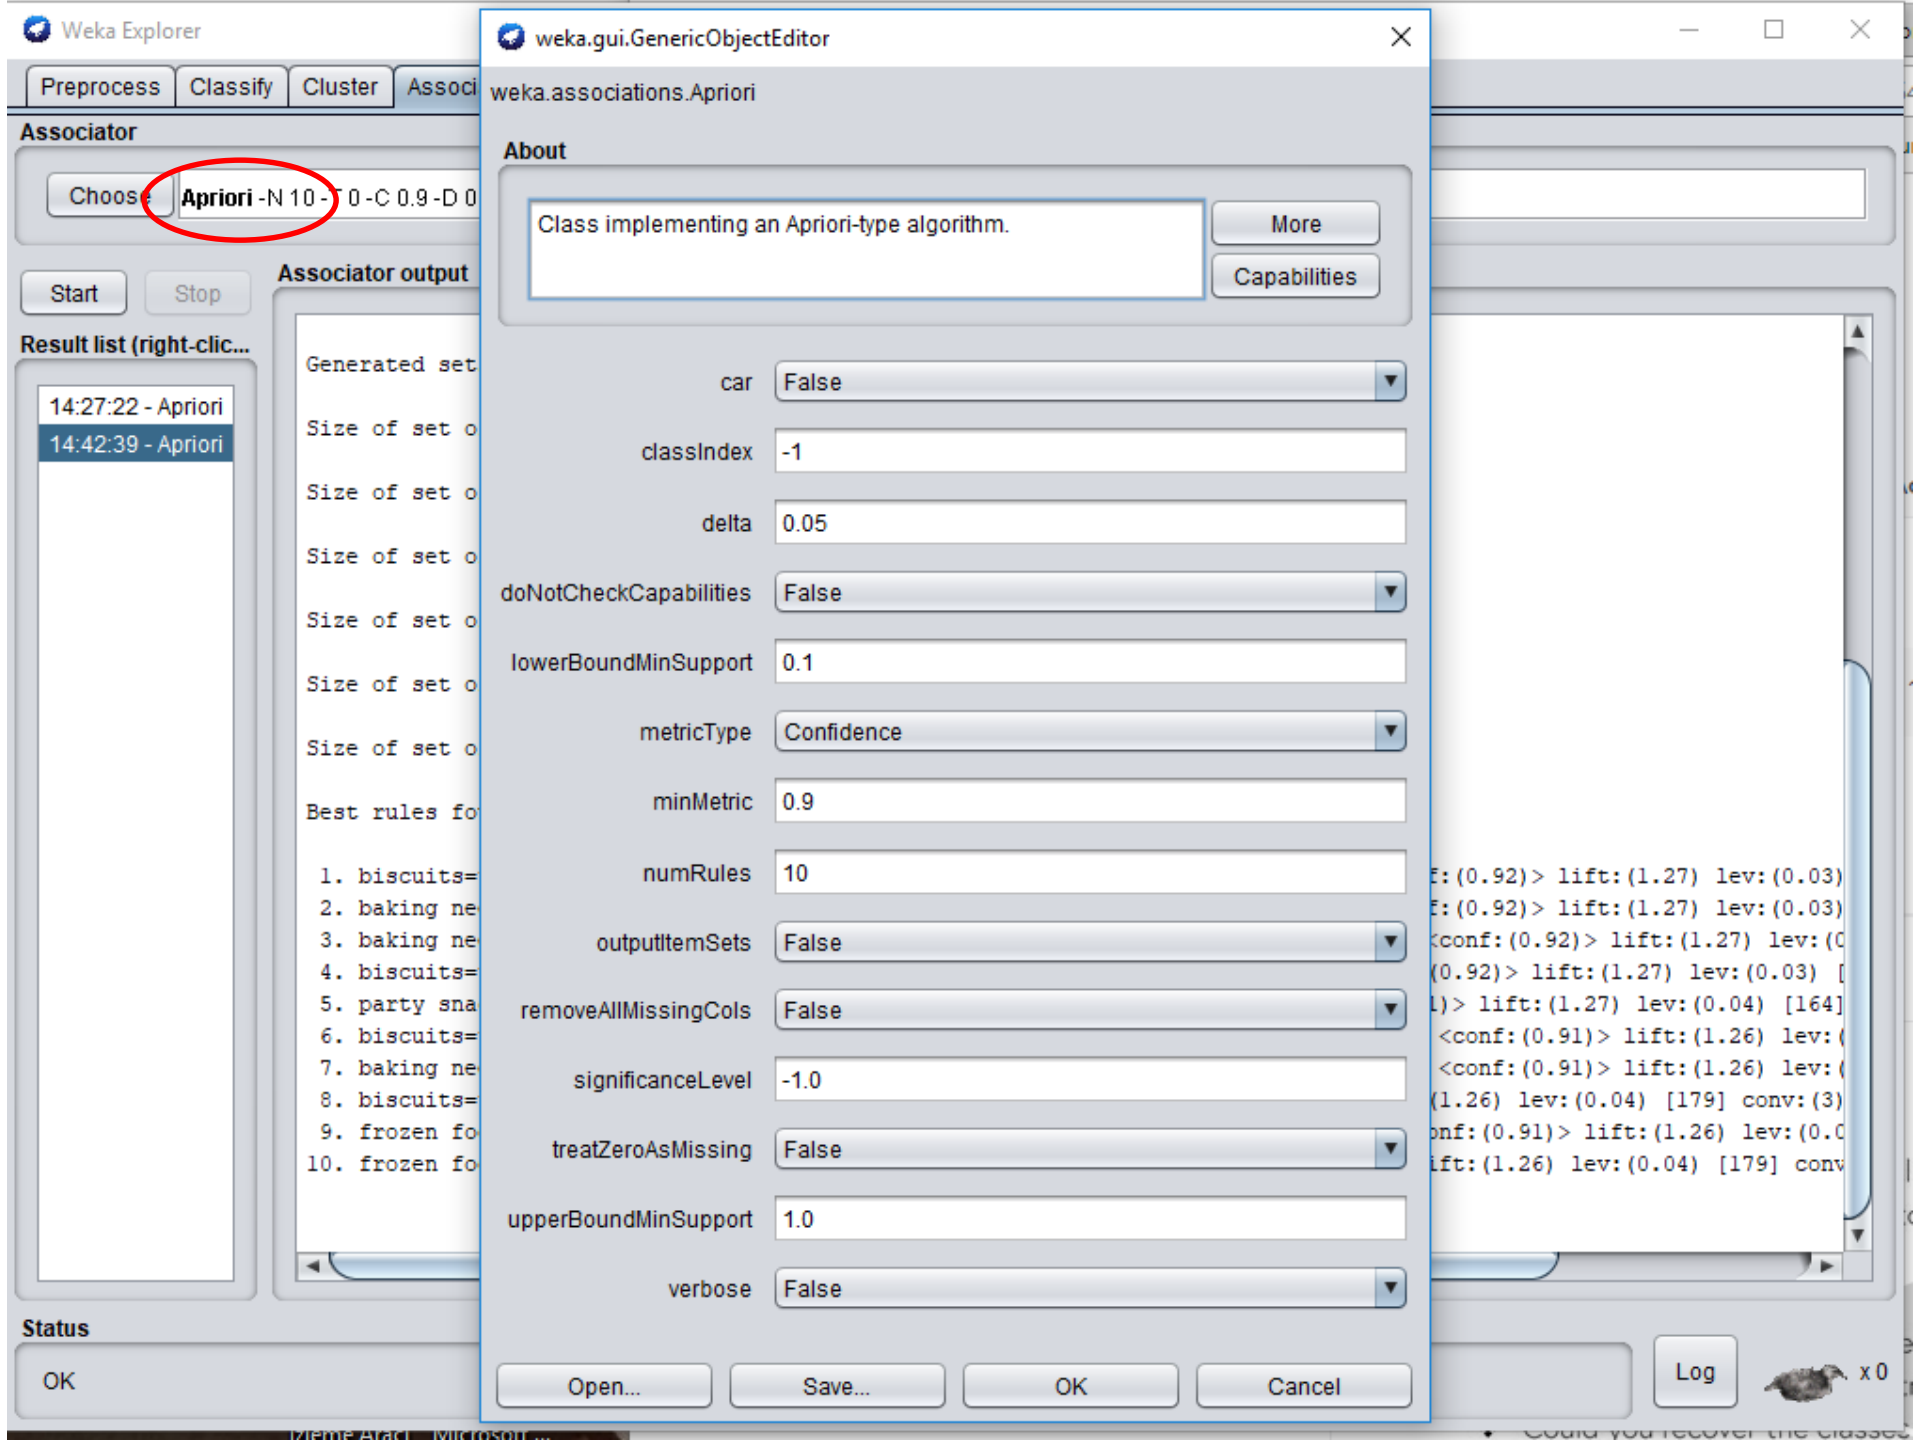 Weka Explorer
Preprocess
Classify
Cluster
Associ
Associator
Choose
Apriori -N 10 -T 0 -C 0.9 -D 0
Start
Stop
Associator output
Result list (right-clic...
14:27:22 - Apriori
14:42:39 - Apriori
Generated set
Size of set o
Size of set o
Size of set o
Size of set o
Size of set o
Size of set o
Best rules fo
1. biscuits=
2. baking ne
3. baking ne
4. biscuits=
5. party sna
6. biscuits=
7. baking ne
8. biscuits=
9. frozen fo
10. frozen fo
Status
OK
weka.gui.GenericObjectEditor
weka.associations.Apriori
About
Class implementing an Apriori-type algorithm.
More
Capabilities
car False
classIndex -1
delta 0.05
doNotCheckCapabilities False
lowerBoundMinSupport 0.1
metricType Confidence
minMetric 0.9
numRules 10
outputItemSets False
removeAllMissingCols False
significanceLevel -1.0
treatZeroAsMissing False
upperBoundMinSupport 1.0
verbose False
Open...
Save...
OK
Cancel
f:(0.92)> lift:(1.27) lev:(0.03)
f:(0.92)> lift:(1.27) lev:(0.03)
<conf:(0.92)> lift:(1.27) lev:(0
(0.92)> lift:(1.27) lev:(0.03) [
1)> lift:(1.27) lev:(0.04) [164]
<conf:(0.91)> lift:(1.26) lev:(
<conf:(0.91)> lift:(1.26) lev:(
(1.26) lev:(0.04) [179] conv:(3)
onf:(0.91)> lift:(1.26) lev:(0.0
ift:(1.26) lev:(0.04) [179] conv
Log
x 0
İzleme Aracı Microsoft ...
Could you recover the classes